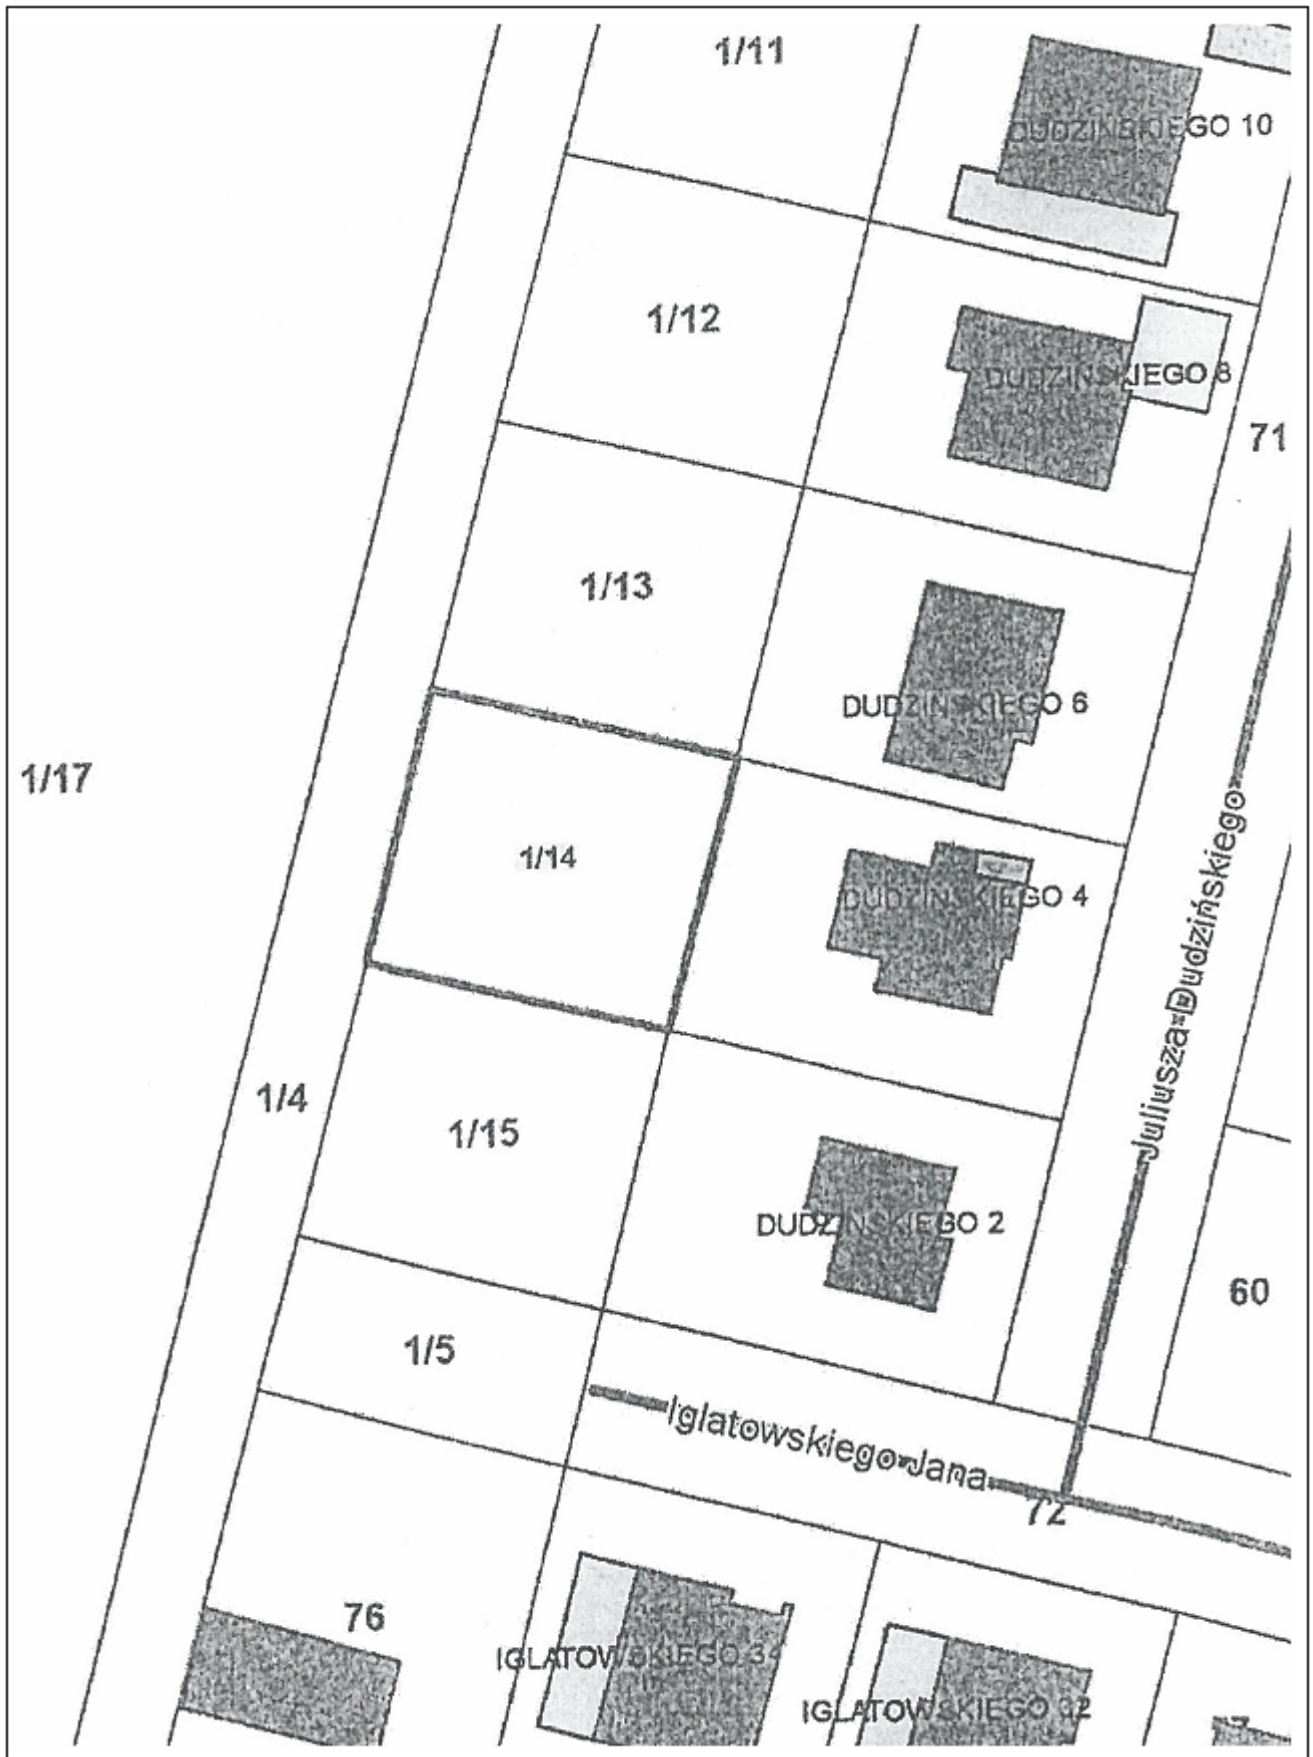 1/11
DUDZIŃSKIEGO 10
1/12
DUDZIŃSKIEGO 8
71
1/13
DUDZIŃSKIEGO 6
1/17
1/14
DUDZIŃSKIEGO 4
Juliusza Dudzińskiego
1/4
1/15
DUDZIŃSKIEGO 2
60
1/5
Iglatowskiego Jana
72
76
IGLATOWSKIEGO 34
IGLATOWSKIEGO 32